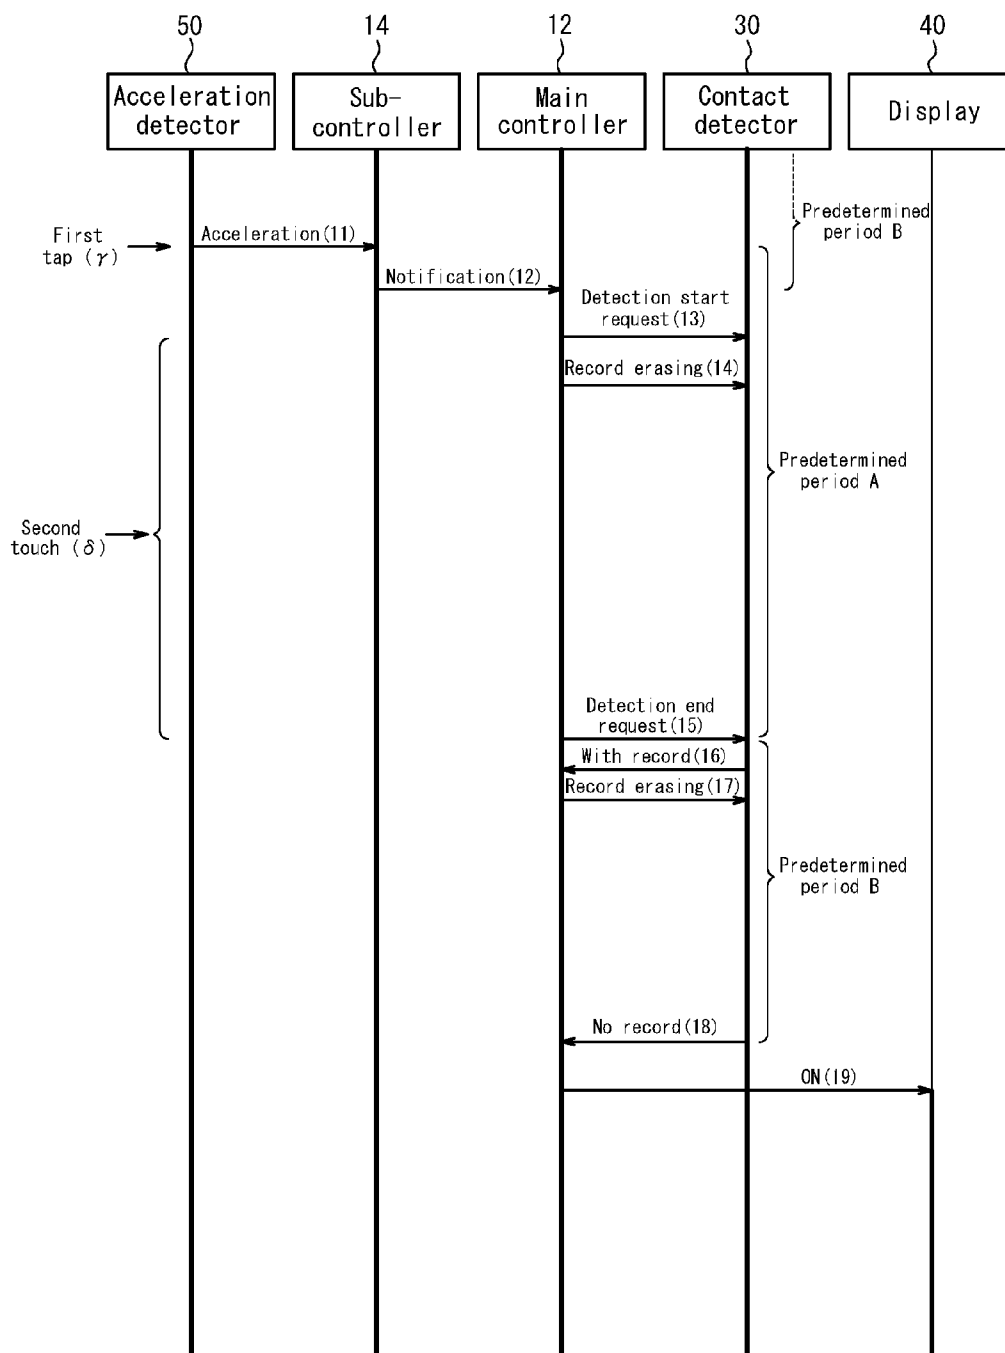 50
14
12
30
40
Acceleration
detector
Sub-
controller
Main
controller
Contact
detector
Display
Predetermined
period B
First
tap (γ)
Acceleration(11)
Notification(12)
Detection start
request(13)
Record erasing(14)
Predetermined
period A
Second
touch (δ)
Detection end
request(15)
With record(16)
Record erasing(17)
Predetermined
period B
No record(18)
ON(19)